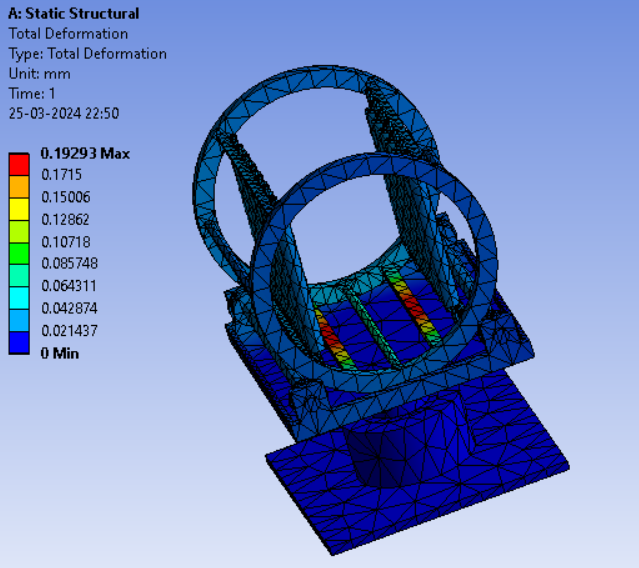 A: Static Structural
Total Deformation
Type: Total Deformation
Unit: mm
Time: 1
25-03-2024 22:50
0.19293 Max
0.1715
0.15006
0.12862
0.10718
0.085748
0.064311
0.042874
0.021437
0 Min